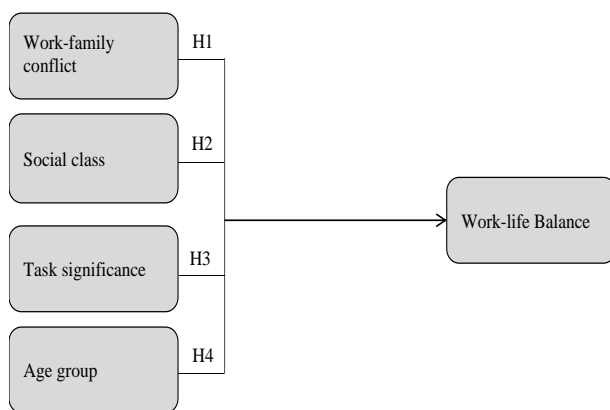 Work-family
conflict
H1
Social class
H2
Work-life Balance
Task significance
H3
Age group
H4